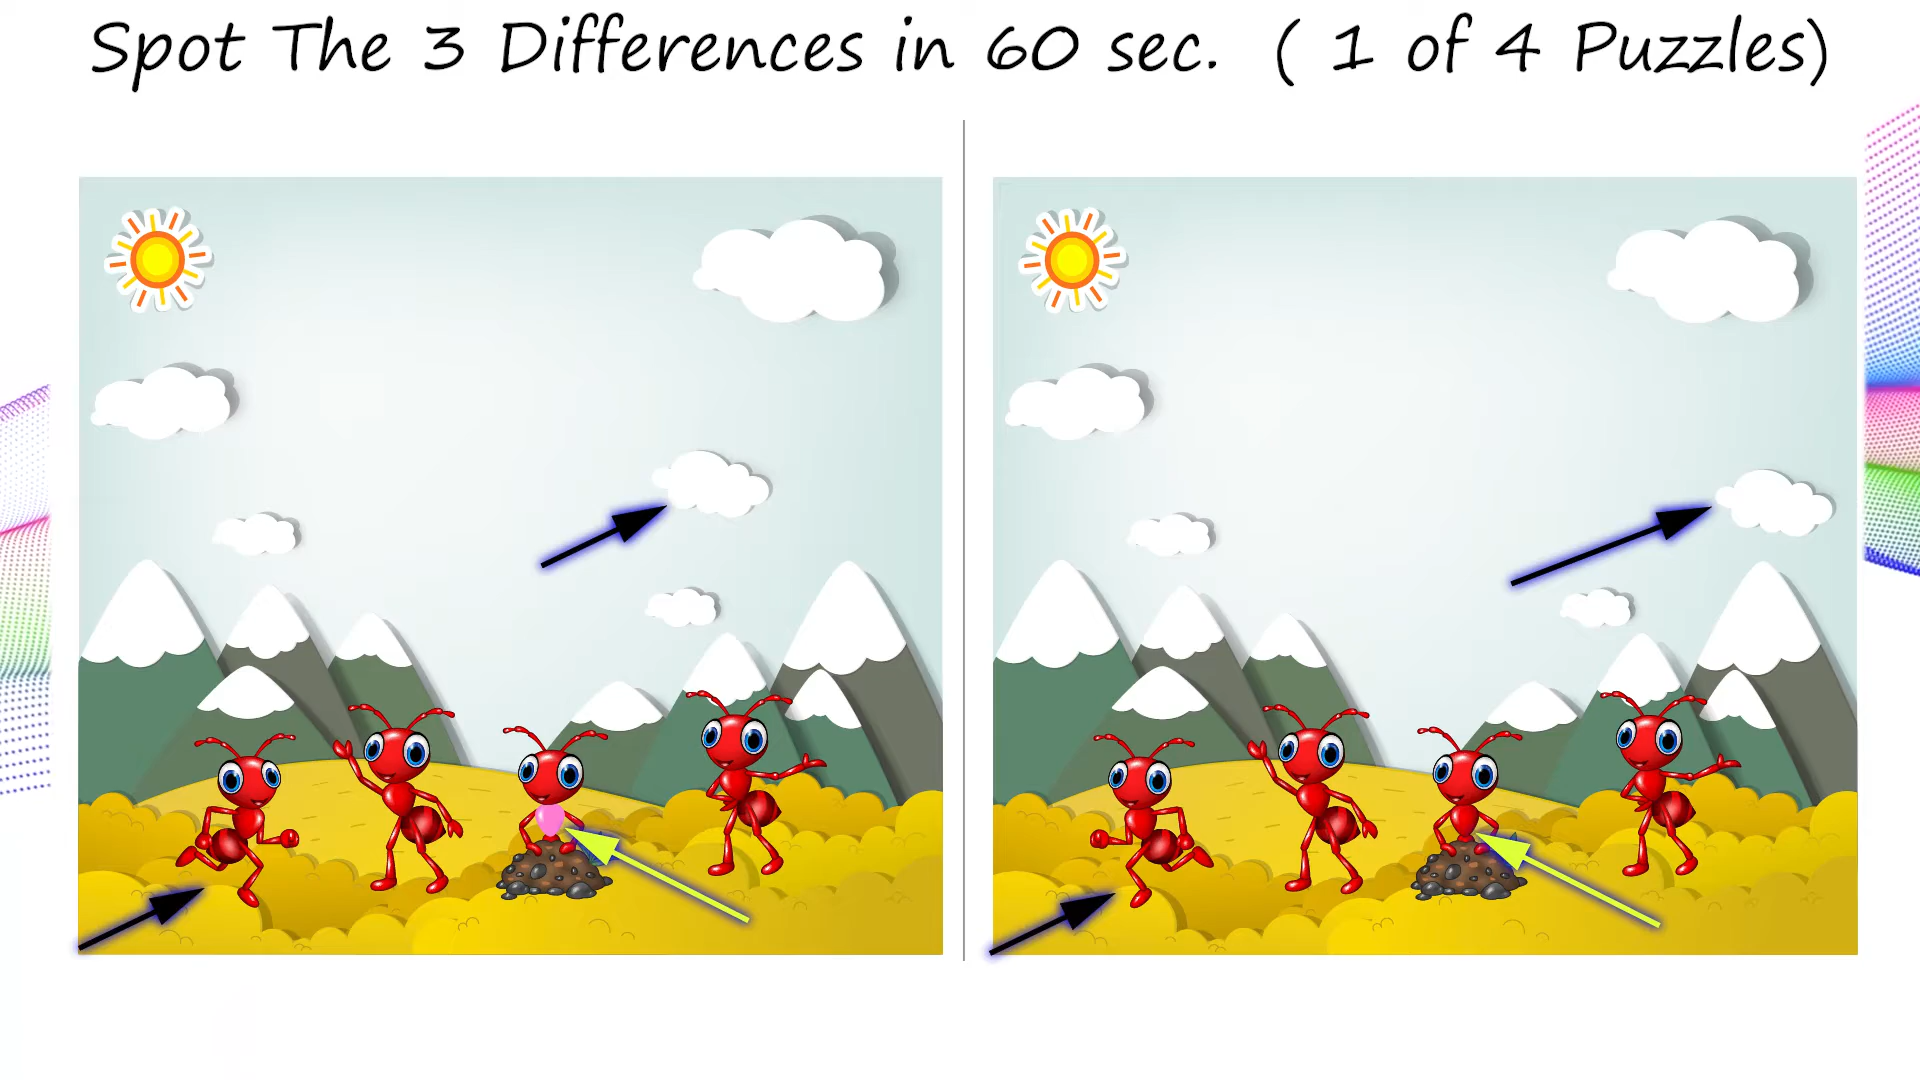 Spot The 3 Differences in 60 sec. ( 1 of 4 Puzzles)